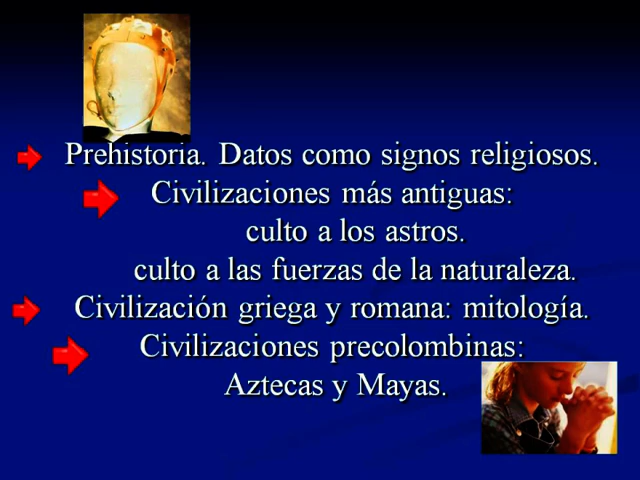 Prehistoria. Datos como signos religiosos.
Civilizaciones más antiguas:
culto a los astros.
culto a las fuerzas de la naturaleza.
Civilización griega y romana: mitología.
Civilizaciones precolombinas:
Aztecas y Mayas.